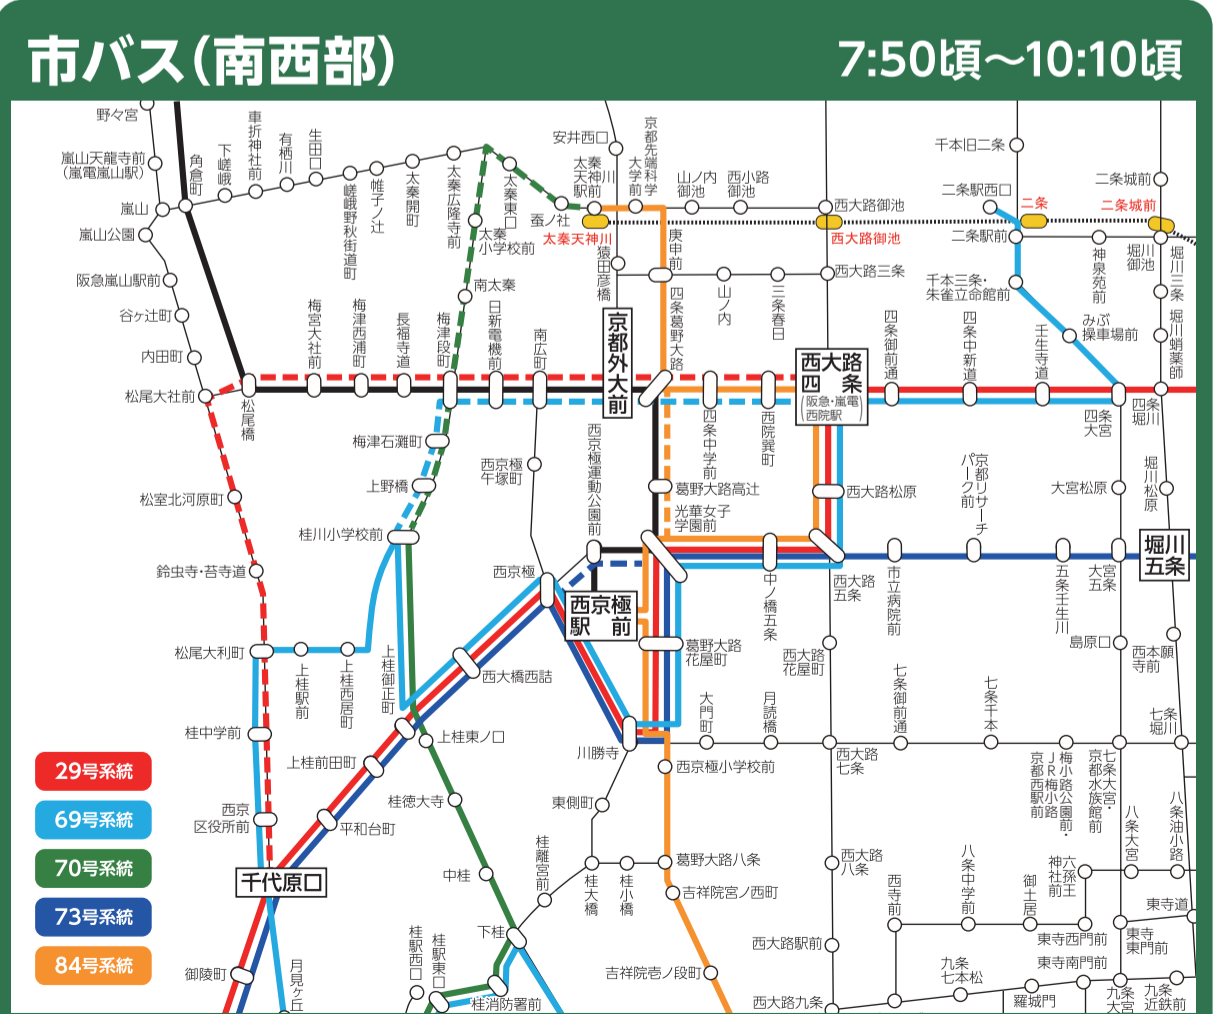 市バス(南西部)
7:50頃〜10:10頃
野々宮
嵐山天龍寺前
(嵐電嵐山駅)
嵐山
嵐山公園
阪急嵐山駅前
谷ヶ辻町
内田町
松尾大社前
角倉町
下嵯峨
車折神社前
有栖川
生田口
嵯峨野秋街道町
帷子ノ辻
太秦開町
太秦広隆寺前
太秦東口
蚕ノ社
太秦
小学校前
南太秦
安井西口
太秦
天神川
駅前
京都先端科学
大学前
山ノ内
御池
西小路
御池
西大路御池
太秦天神川
西大路御池
猿田彦橋
庚申前
西大路三条
山ノ内
三条春日
四条葛野大路
千本旧二条
二条駅西口
二条
二条城前
二条城前
二条駅前
神泉苑前
堀川
御池
堀川三条
千本三条・
朱雀立命館前
みぶ
操車場前
堀川蛸薬師
梅宮大社前
梅津西浦町
長福寺道
梅津段町
日新電機前
南広町
京都外大前
西大路
四条
(阪急・嵐電
西院駅)
四条御前通
四条中新道
壬生寺道
四条
大宮
四条
堀川
松尾橋
四条中学前
西院巽町
梅津石灘町
上野橋
桂川小学校前
西京極
午塚町
西京極運動公園前
葛野大路高辻
光華女子
学園前
西大路松原
京都リサーチ
パーク前
大宮松原
堀川松原
松室北河原町
鈴虫寺・苔寺道
松尾大利町
上桂駅前
上桂西居町
上桂御正町
西京極
西京極
駅前
中ノ橋五条
西大路
五条
市立病院前
五条壬生川
大宮
五条
堀川
五条
島原口
西本願
寺前
西大橋西詰
葛野大路
花屋町
西大路
花屋町
桂中学前
上桂東ノ口
上桂前田町
川勝寺
大門町
月読橋
西大路
七条
七条御前通
七条千本
梅小路公園前・
JR梅小路
京都西駅前
七条大宮・
京都水族館前
七条
堀川
西京極小学校前
29号系統
69号系統
70号系統
73号系統
84号系統
西京
区役所前
平和台町
桂徳大寺
東側町
千代原口
中桂
桂離宮前
桂大橋
桂小橋
葛野大路八条
吉祥院宮ノ西町
西大路
八条
西寺前
八条中学前
御土居
六孫王
神社前
八条大宮
八条油小路
東寺道
東寺西門前
東寺
東門前
御陵町
月見ヶ丘
桂駅西口
桂駅東口
下桂
桂消防署前
吉祥院壱ノ段町
西大路駅前
西大路九条
九条
七本松
羅城門
東寺南門前
九条
大宮
九条
近鉄前